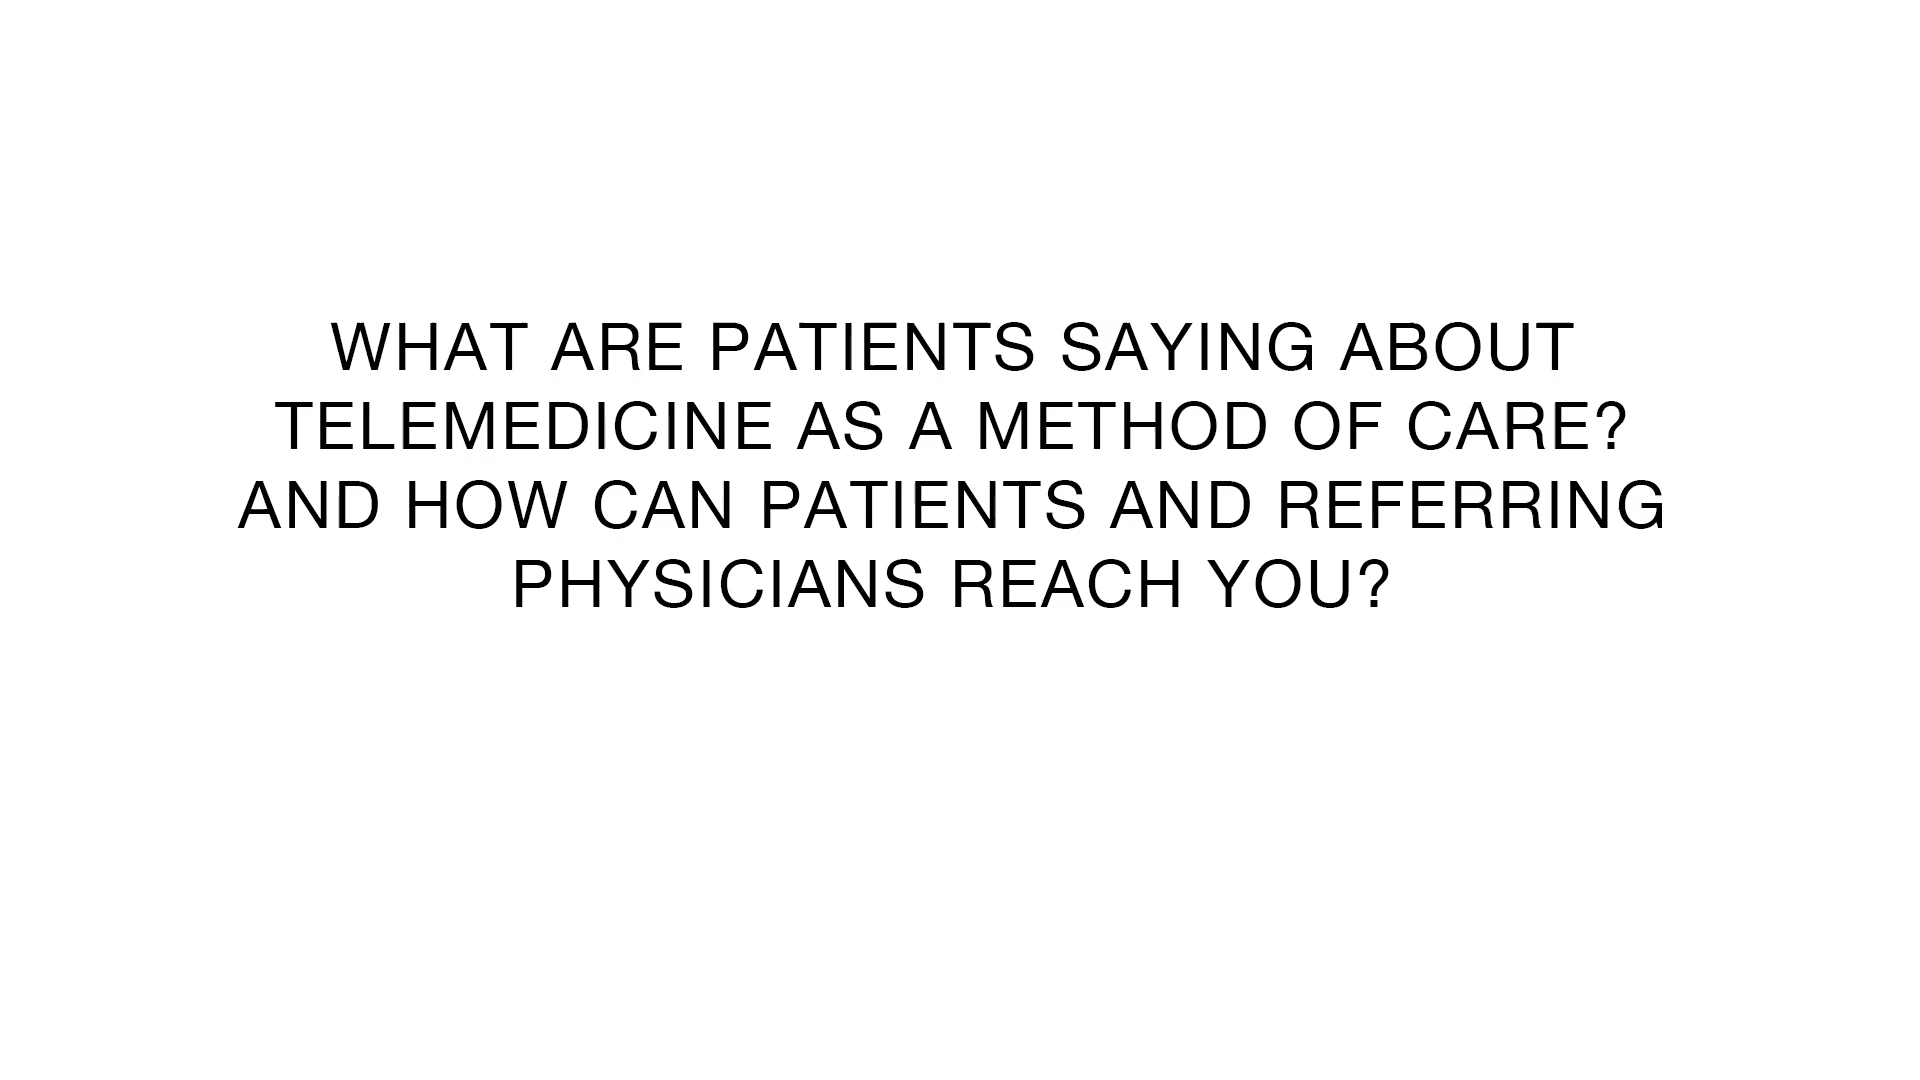 WHAT ARE PATIENTS SAYING ABOUT
TELEMEDICINE AS A METHOD OF CARE?
AND HOW CAN PATIENTS AND REFERRING
PHYSICIANS REACH YOU?